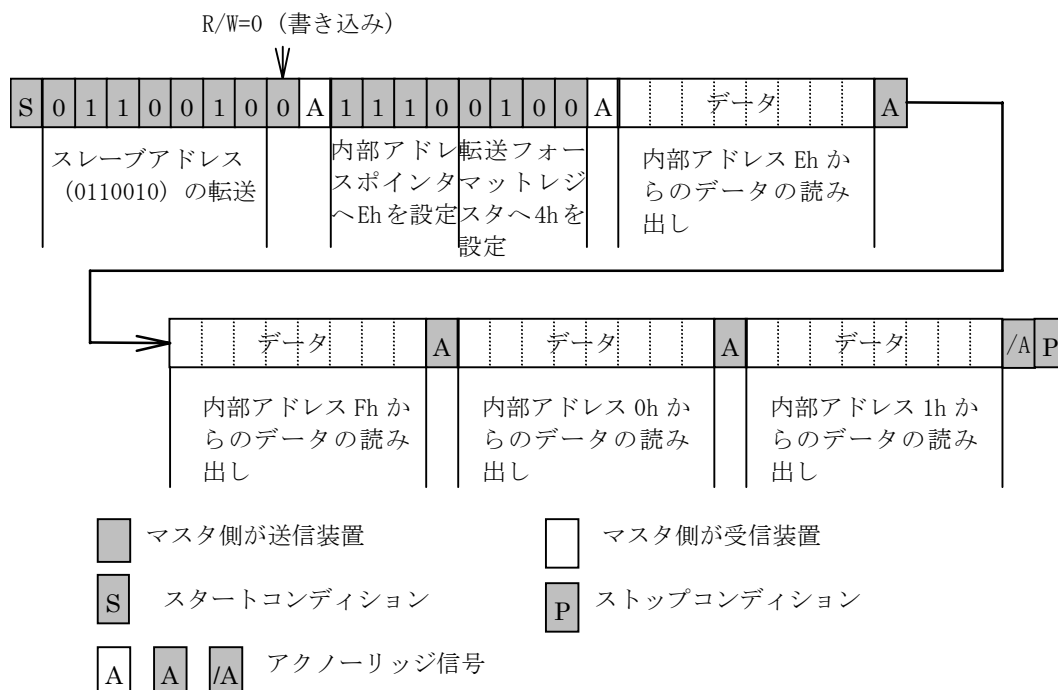 R/W=0 (書き込み)
S 0 1 1 0 0 1 0 0 A 1 1 1 0 0 1 0 0 A データ A
スレーブアドレス
(0110010) の転送
内部アドレ
スポインタ
へEhを設定
転送フォー
マットレジ
スタへ4hを
設定
内部アドレス Eh か
らのデータの読み
出し
データ A データ A データ /A P
内部アドレス Fh か
らのデータの読み
出し
内部アドレス 0h か
らのデータの読み
出し
内部アドレス 1h か
らのデータの読み
出し
マスタ側が送信装置
マスタ側が受信装置
S スタートコンディション
P ストップコンディション
A A /A アクノーリッジ信号